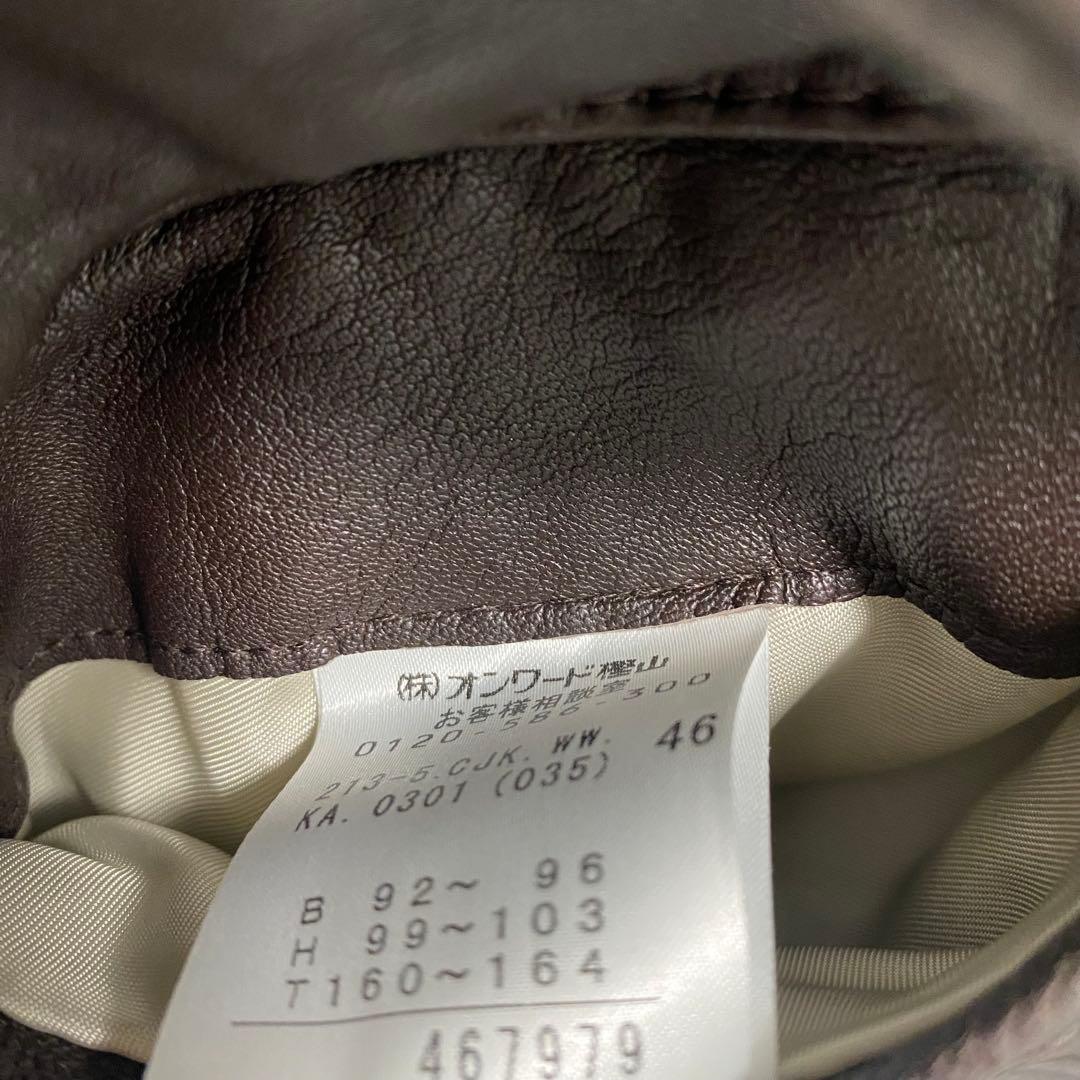 (株)オンワード樫山
お客様相談室
0120-586-300
213-5.CJK.WW. 46
KA.0301 (035)
B 92～ 96
H 99～103
T160～164
467979